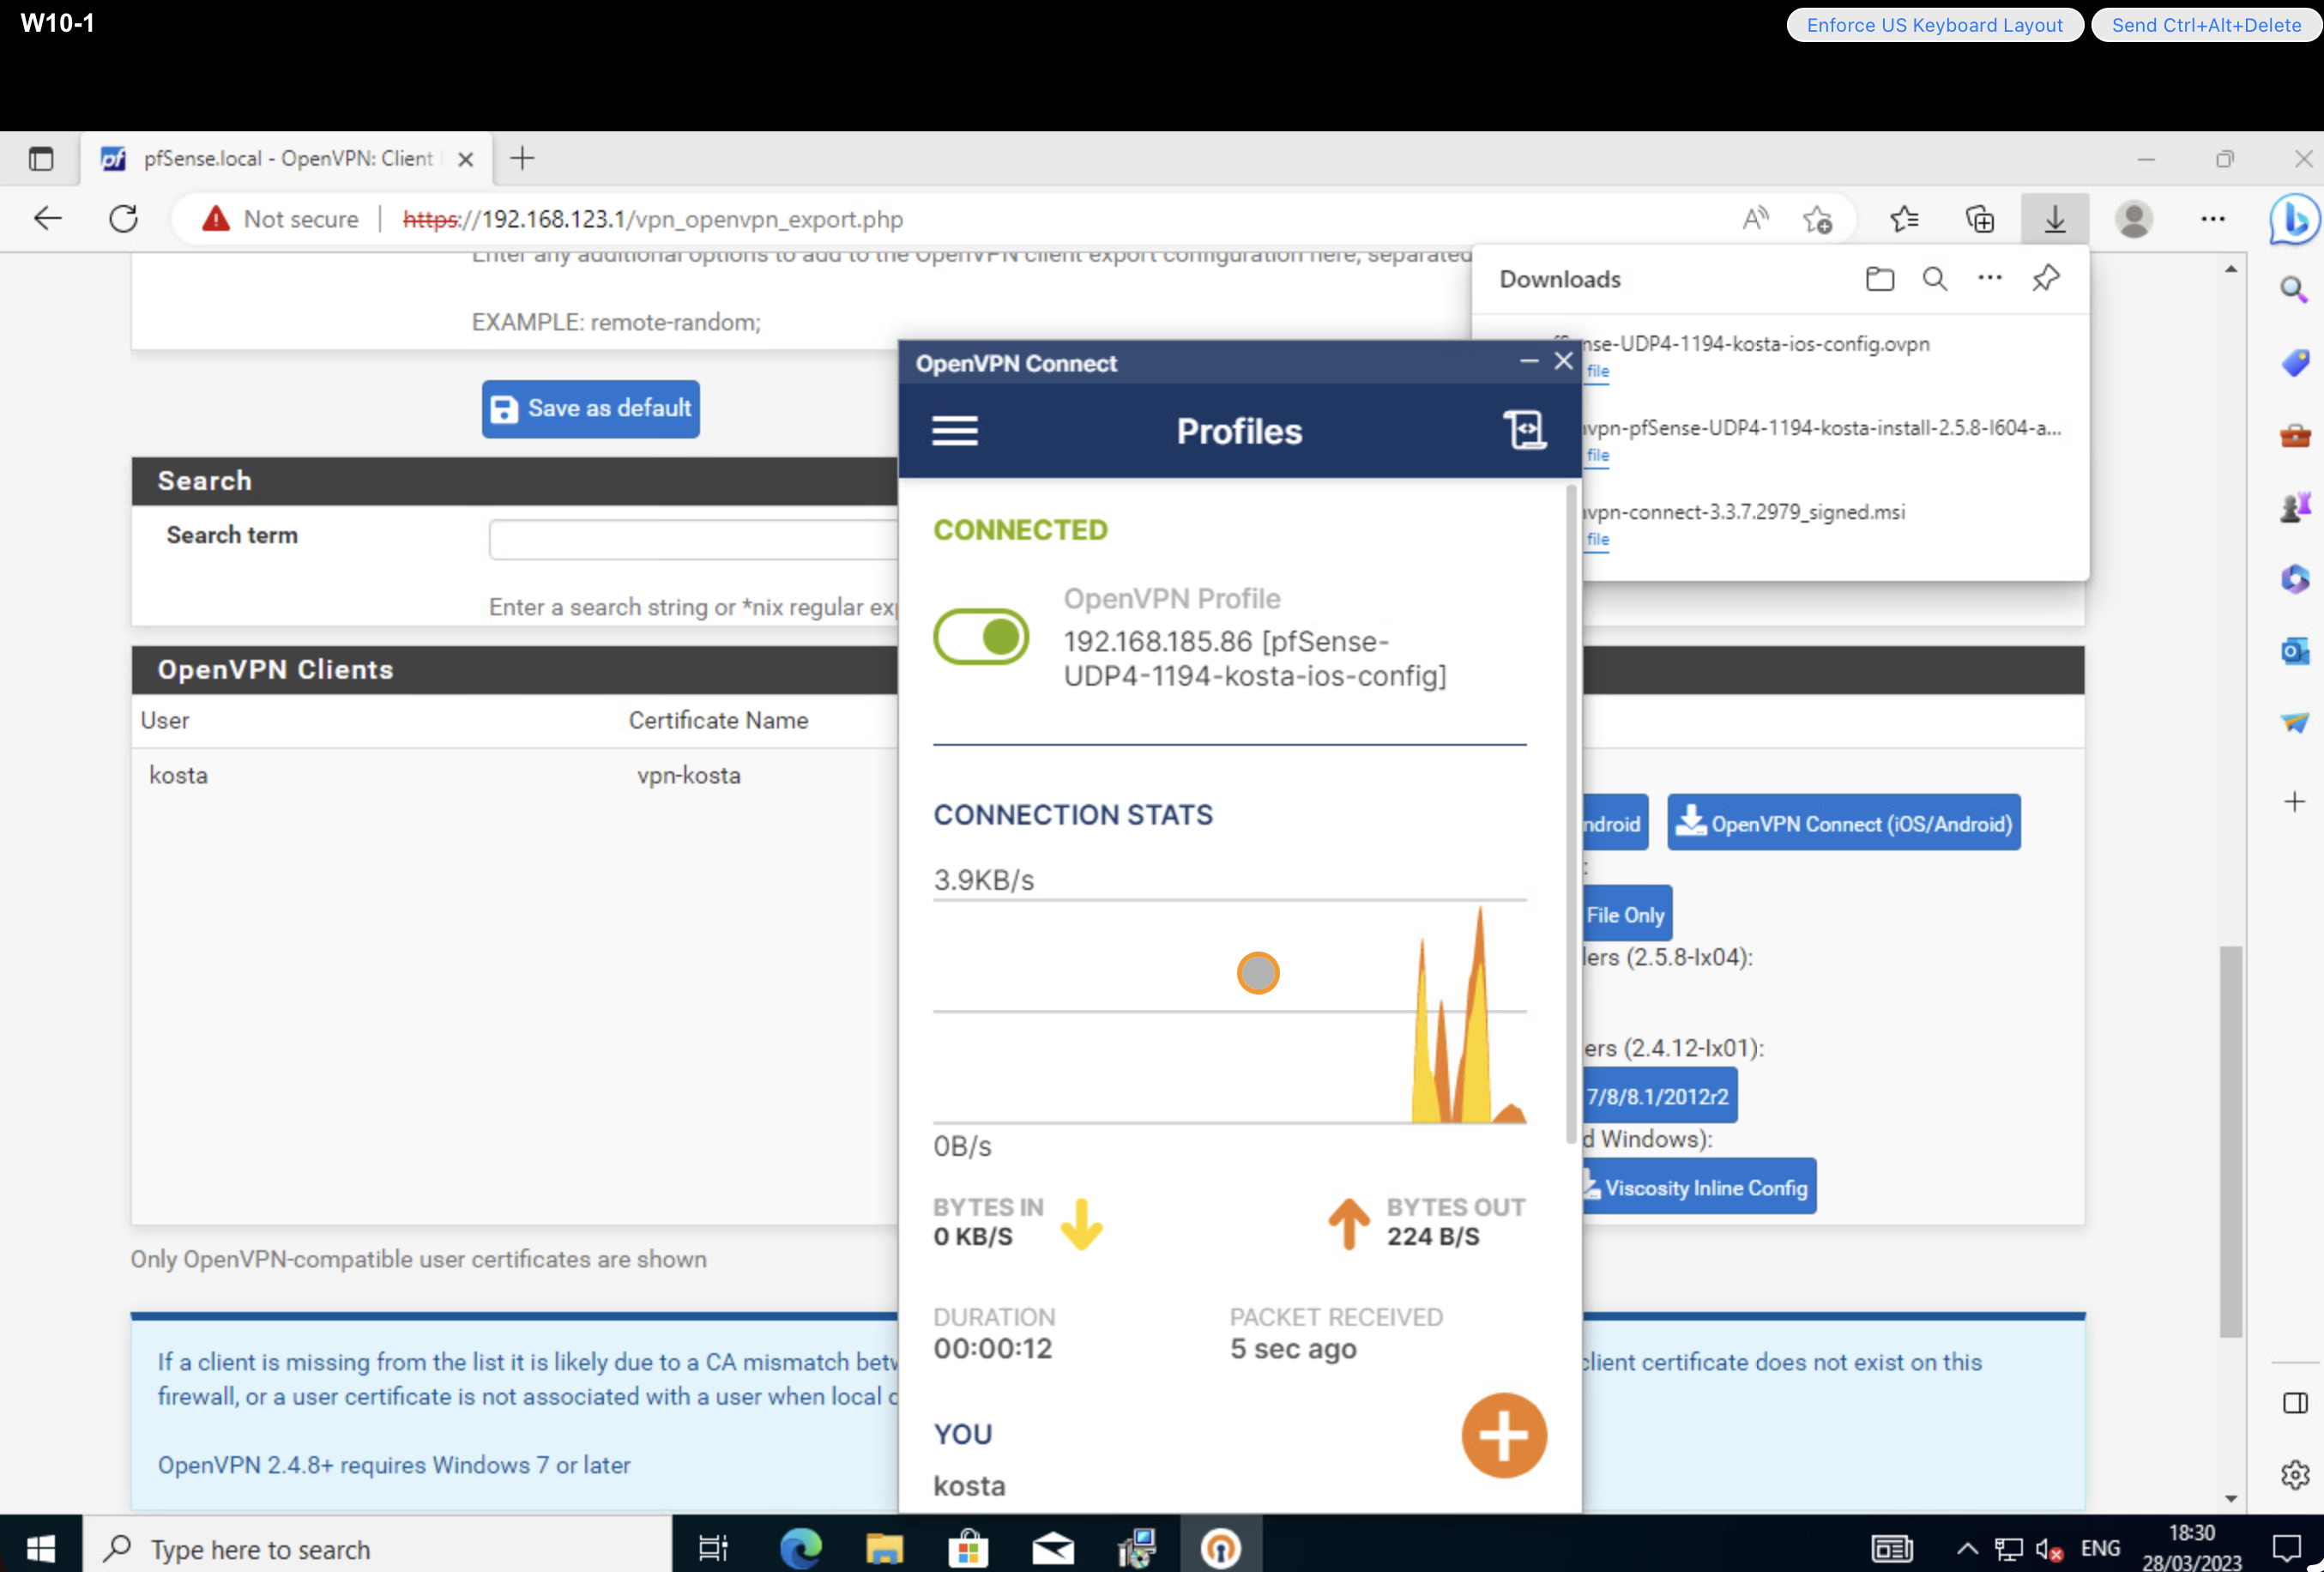 W10-1
Enforce US Keyboard Layout
Send Ctrl+Alt+Delete
pfSense.local - OpenVPN: Client
Not secure
https://192.168.123.1/vpn_openvpn_export.php
Enter any additional options to add to the OpenVPN client export configuration here, separated
EXAMPLE: remote-random;
Save as default
Downloads
nse-UDP4-1194-kosta-ios-config.ovpn
file
vpn-pfSense-UDP4-1194-kosta-install-2.5.8-I604-a...
file
vpn-connect-3.3.7.2979_signed.msi
file
Search
Search term
Enter a search string or *nix regular ex
OpenVPN Clients
User
Certificate Name
kosta
vpn-kosta
ndroid
OpenVPN Connect (iOS/Android)
:
File Only
lers (2.5.8-Ix04):
ers (2.4.12-Ix01):
7/8/8.1/2012r2
d Windows):
Viscosity Inline Config
Only OpenVPN-compatible user certificates are shown
If a client is missing from the list it is likely due to a CA mismatch betw
client certificate does not exist on this
firewall, or a user certificate is not associated with a user when local c
OpenVPN 2.4.8+ requires Windows 7 or later
OpenVPN Connect
Profiles
CONNECTED
OpenVPN Profile
192.168.185.86 [pfSense-
UDP4-1194-kosta-ios-config]
CONNECTION STATS
3.9KB/s
0B/s
BYTES IN
0 KB/S
BYTES OUT
224 B/S
DURATION
00:00:12
PACKET RECEIVED
5 sec ago
YOU
kosta
Type here to search
ENG
18:30
28/03/2023